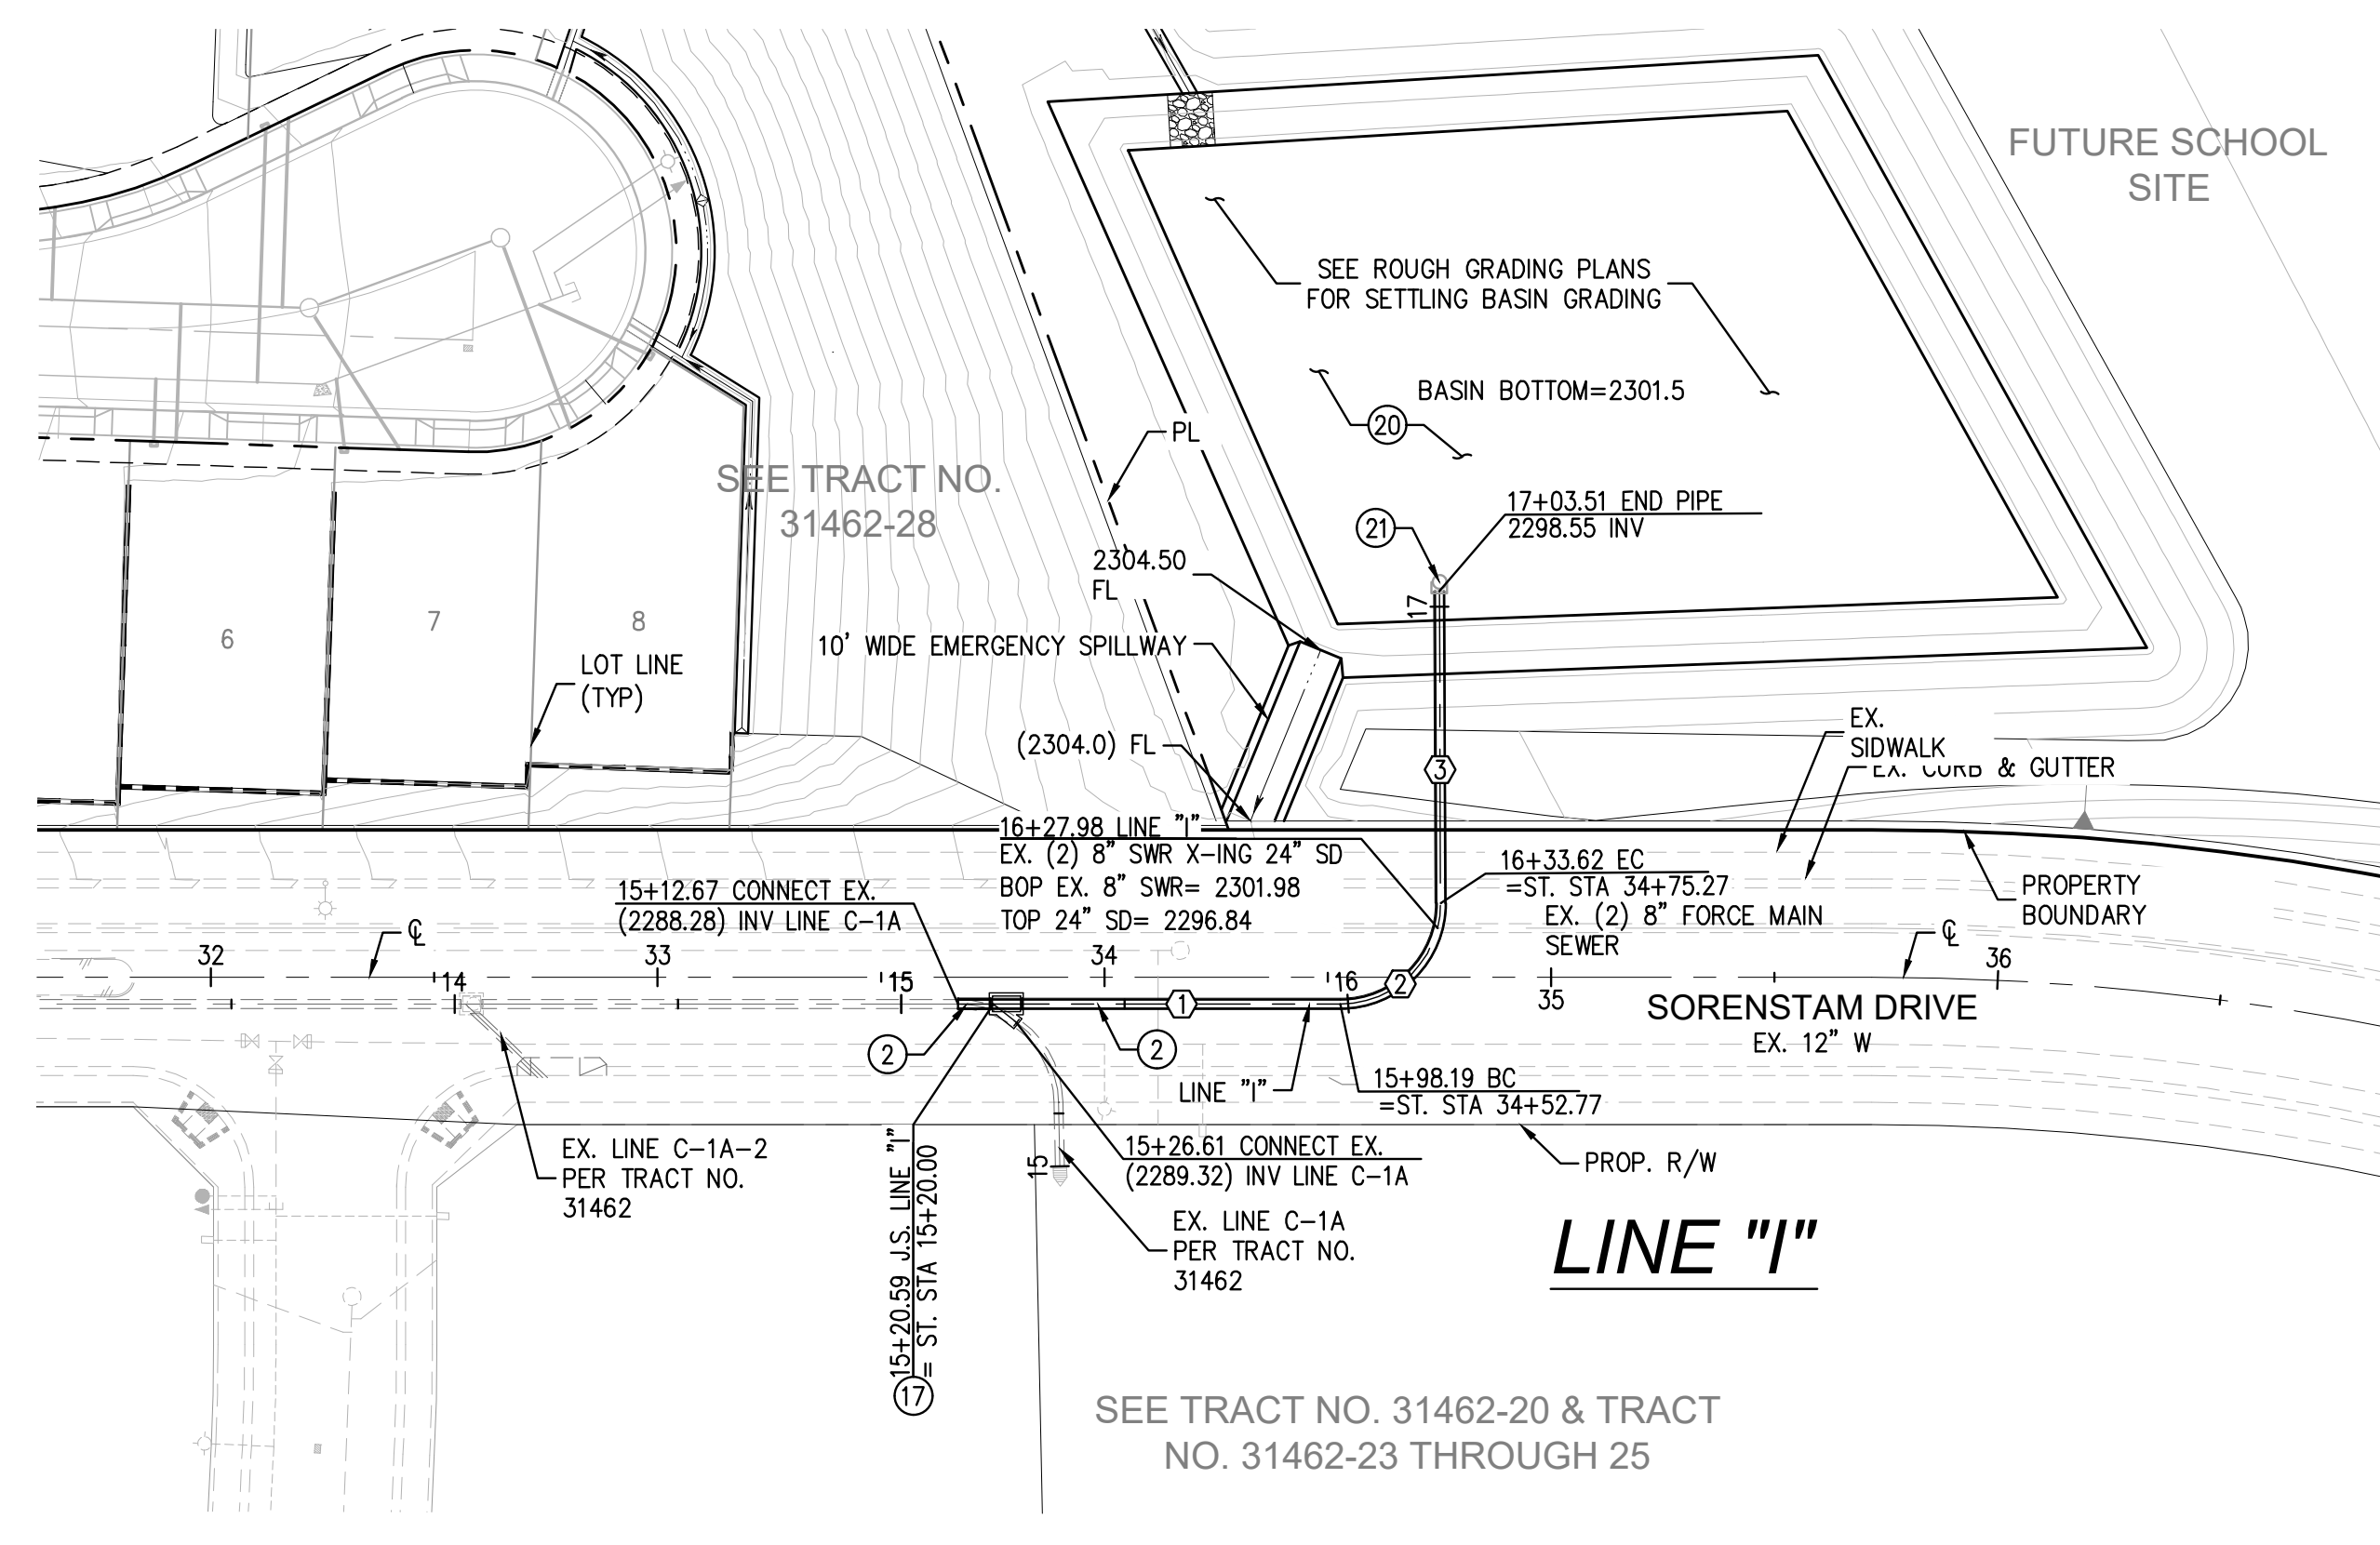 FUTURE SCHOOL
SITE
SEE ROUGH GRADING PLANS
FOR SETTLING BASIN GRADING
BASIN BOTTOM=2301.5
20
PL
SEE TRACT NO.
31462-28
17+03.51 END PIPE
2298.55 INV
21
17
2304.50
FL
10' WIDE EMERGENCY SPILLWAY
6
7
8
LOT LINE
(TYP)
(2304.0) FL
3
EX.
SIDWALK
EX. CURB & GUTTER
16+27.98 LINE "I"
EX. (2) 8" SWR X-ING 24" SD
BOP EX. 8" SWR= 2301.98
TOP 24" SD= 2296.84
16+33.62 EC
=ST. STA 34+75.27
EX. (2) 8" FORCE MAIN
SEWER
PROPERTY
BOUNDARY
15+12.67 CONNECT EX.
(2288.28) INV LINE C-1A
℄
℄
32
33
34
35
36
14
15
16
1
2
2
2
SORENSTAM DRIVE
EX. 12" W
LINE "I"
15+98.19 BC
=ST. STA 34+52.77
15+26.61 CONNECT EX.
(2289.32) INV LINE C-1A
EX. LINE C-1A-2
PER TRACT NO.
31462
15
PROP. R/W
EX. LINE C-1A
PER TRACT NO.
31462
15+20.59 J.S. LINE "I"
= ST. STA 15+20.00
17
LINE "I"
SEE TRACT NO. 31462-20 & TRACT
NO. 31462-23 THROUGH 25